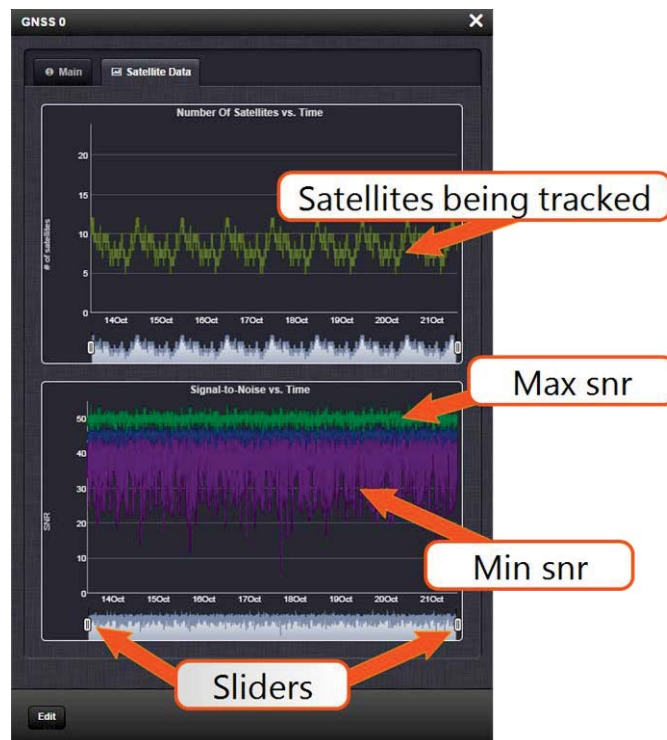 GNSS 0
Main
Satellite Data
Number Of Satellites vs. Time
# of satellites
20
15
10
5
0
14Oct 15Oct 16Oct 17Oct 18Oct 19Oct 20Oct 21Oct
Satellites being tracked
Signal-to-Noise vs. Time
SNR
50
40
30
20
10
0
14Oct 15Oct 16Oct 17Oct 18Oct 19Oct 20Oct 21Oct
Max snr
Min snr
Sliders
Edit